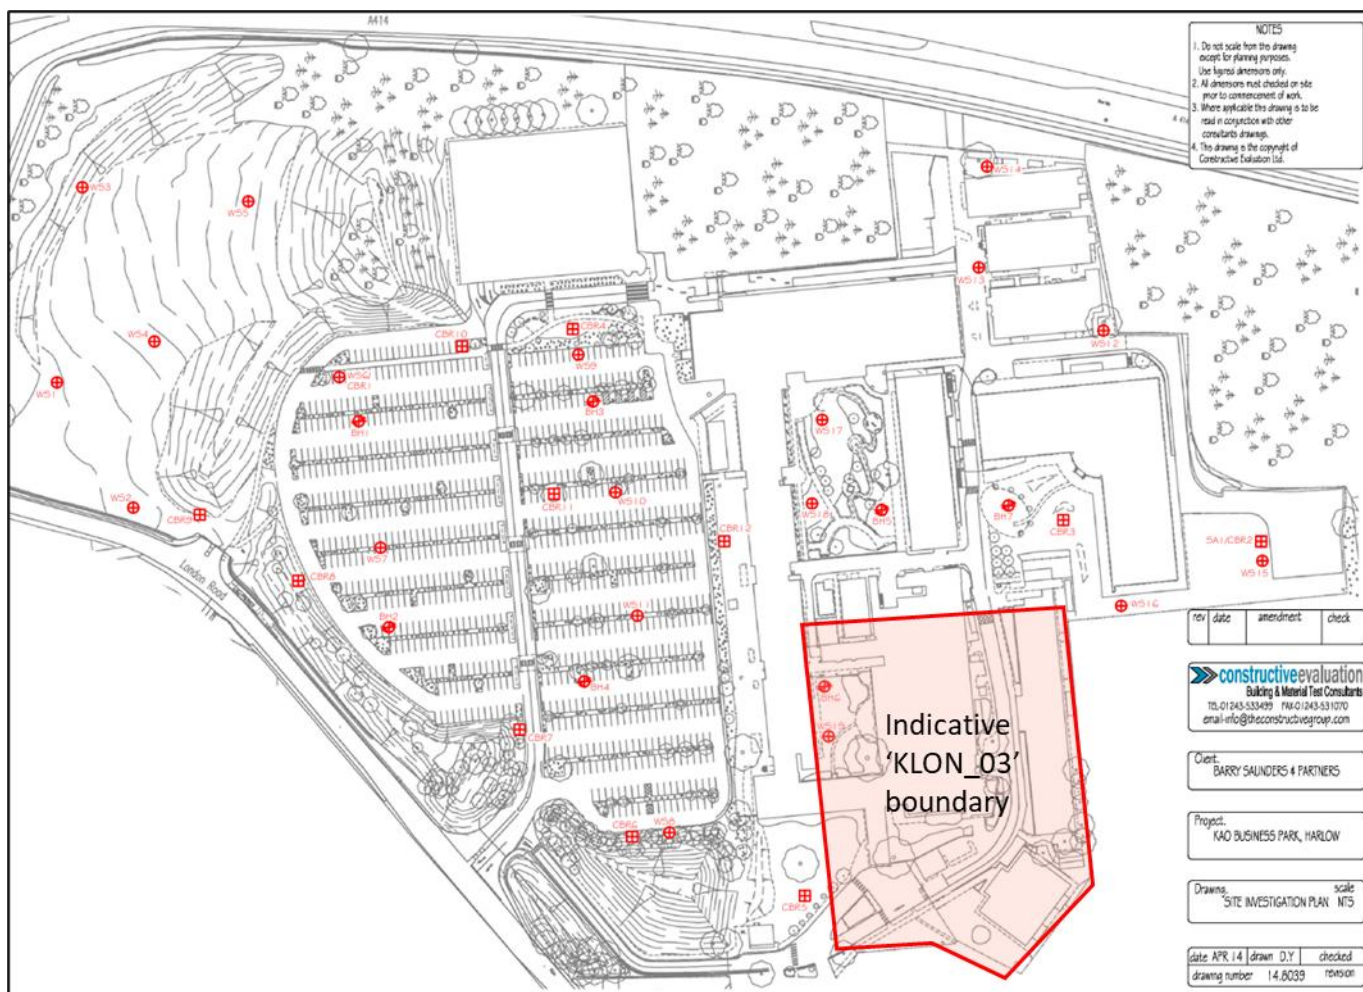 A414
NOTES
1. Do not scale from this drawing
except for planning purposes.
Use figured dimensions only.
2. All dimensions must checked on site
prior to commencement of work.
3. Where applicable this drawing is to be
read in conjunction with other
consultants drawings.
4. This drawing is the copyright of
Constructive Evaluation Ltd.
A 414
WS14
WS3
WS5
WS13
WS12
WS4
CBR10
CBR4
WS9
WS1
WS6/
CBR1
BH3
BH1
WS17
WS2
CBR9
CBR11
WS10
BH5
BH7
CBR3
CBR12
SA1/CBR2
WS15
WS7
London Road
CBR8
WS16
BH2
WS11
rev date amendment check
BH4
BH6
constructiveevaluation
Building & Material Test Consultants
TEL-01243-533499 FAX-01243-531070
email-info@theconstructivegroup.com
CBR7
Indicative
‘KLON_03’
boundary
Client.
BARRY SAUNDERS & PARTNERS
Project.
KAO BUSINESS PARK, HARLOW
CBR6
WS8
CBR5
Drawing. scale
SITE INVESTIGATION PLAN NTS
date APR 14 drawn D.Y checked
drawing number 14.8039 revision